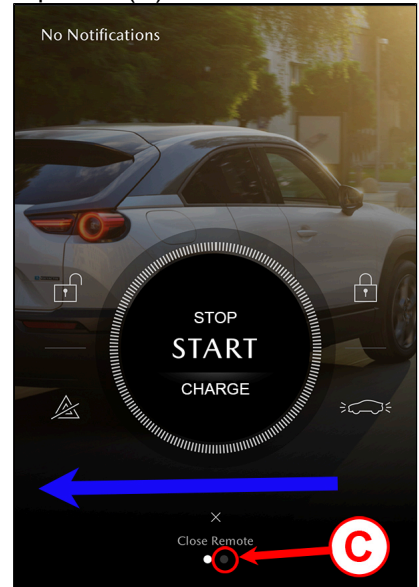 No Notifications
STOP
START
CHARGE
Close Remote
C